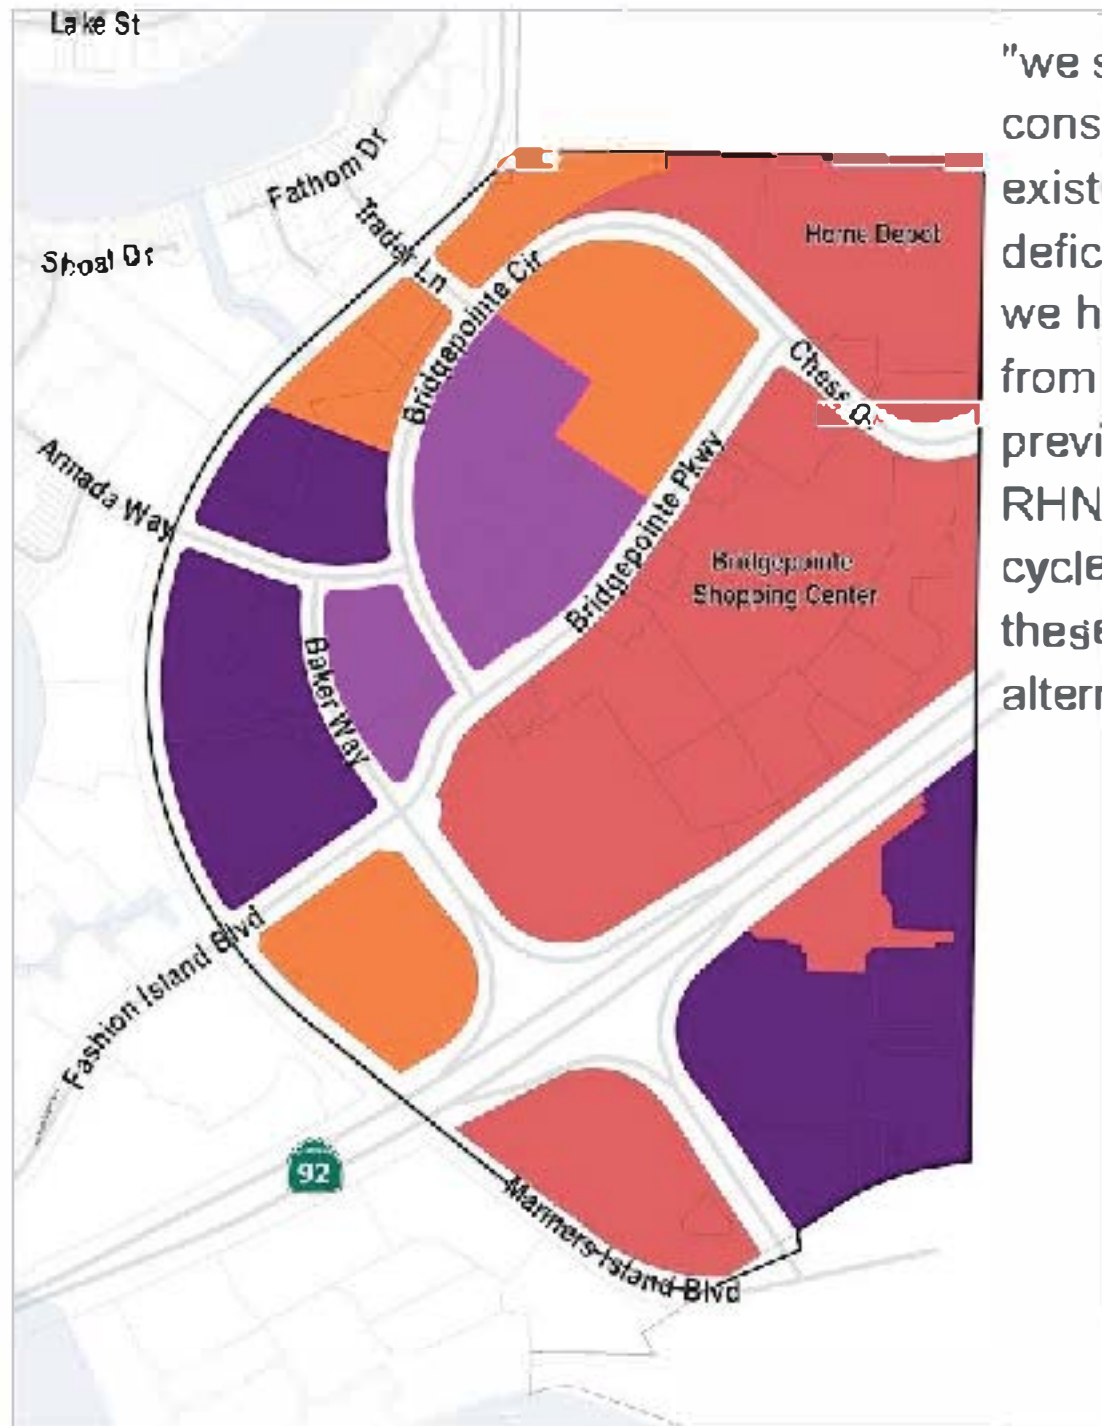 Lake St
Fathom Dr
Trader Ln
Shoal Dr
Home Depot
Bridgepointe Cir
Chess Dr
Armada Way
Bridgepointe Pkwy
Bridgepointe
Shopping Center
Baker Way
Fashion Island Blvd
92
Mariners Island Blvd
"we s
cons
exist
defic
we h
from
previ
RHN
cycle
these
altern